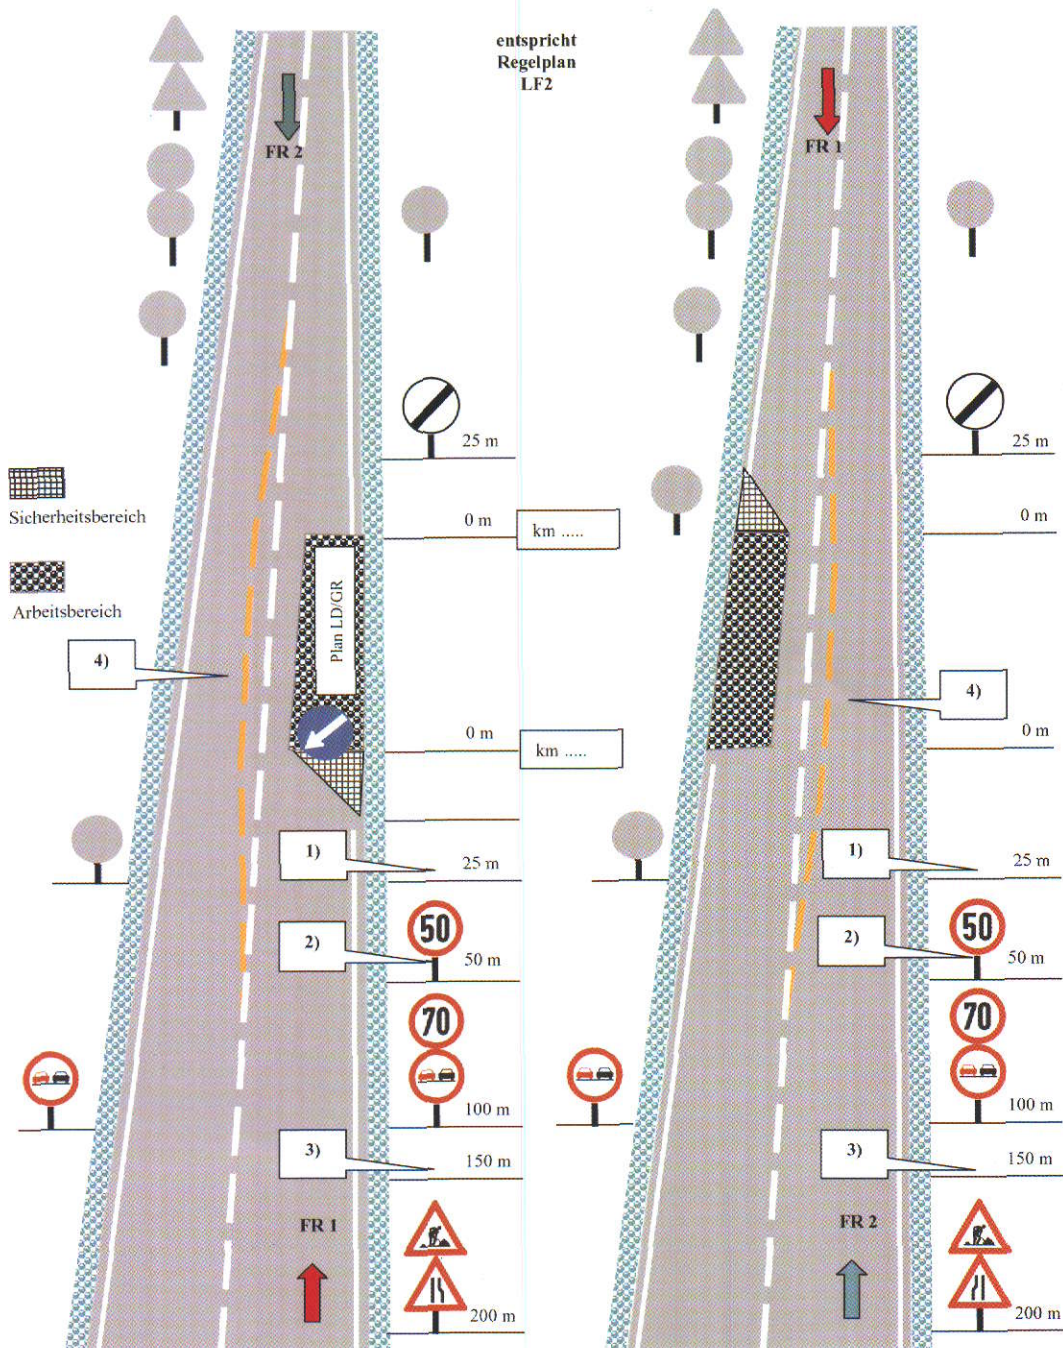 entspricht
Regelplan
LF2
FR 2
25 m
Sicherheitsbereich
0 m
km .....
Arbeitsbereich
Plan LD/GR
4)
0 m
km .....
1)
25 m
50
2)
50 m
70
100 m
3)
150 m
FR 1
200 m
FR 1
25 m
0 m
4)
0 m
1)
25 m
50
2)
50 m
70
100 m
3)
150 m
FR 2
200 m